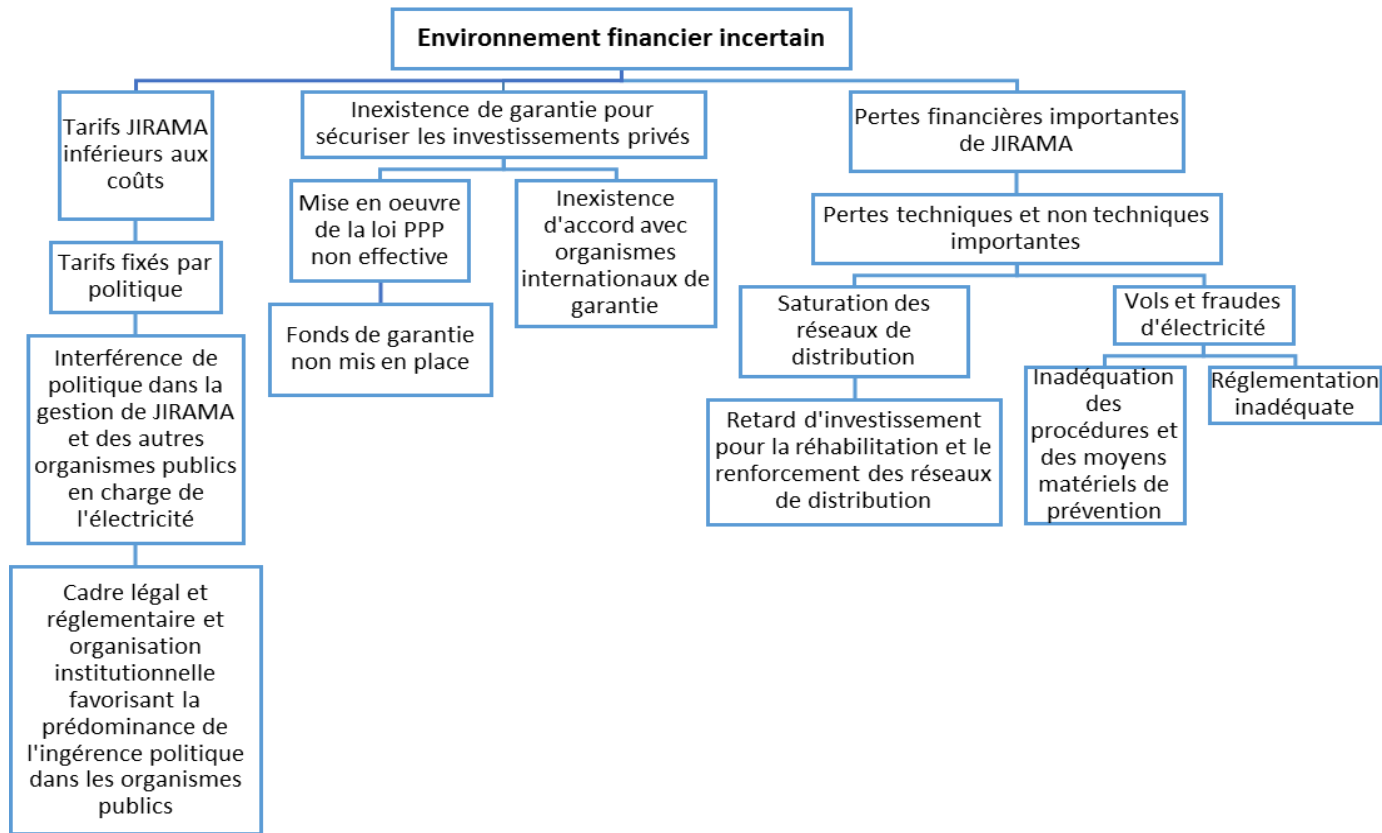 Environnement financier incertain
Tarifs JIRAMA
inférieurs aux
coûts
Tarifs fixés par
politique
Interférence de
politique dans la
gestion de JIRAMA
et des autres
organismes publics
en charge de
l'électricité
Cadre légal et
réglementaire et
organisation
institutionnelle
favorisant la
prédominance de
l'ingérence politique
dans les organismes
publics
Inexistence de garantie pour
sécuriser les investissements privés
Mise en oeuvre
de la loi PPP
non effective
Fonds de garantie
non mis en place
Inexistence
d'accord avec
organismes
internationaux de
garantie
Pertes financières importantes
de JIRAMA
Pertes techniques et non techniques
importantes
Saturation des
réseaux de
distribution
Retard d'investissement
pour la réhabilitation et le
renforcement des réseaux
de distribution
Vols et fraudes
d'électricité
Inadéquation
des
procédures et
des moyens
matériels de
prévention
Réglementation
inadéquate